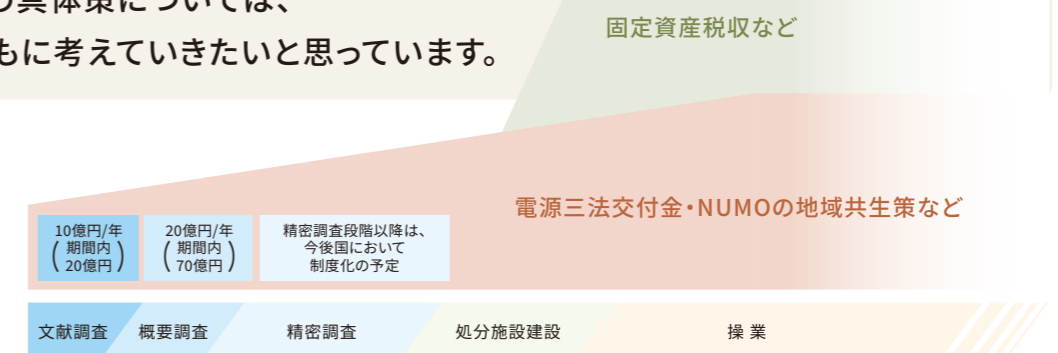 具体策については、
もに考えていきたいと思っています。
固定資産税収など
電源三法交付金・NUMOの地域共生策など
10億円/年
(期間内
20億円)
20億円/年
(期間内
70億円)
精密調査段階以降は、
今後国において
制度化の予定
文献調査
概要調査
精密調査
処分施設建設
操業